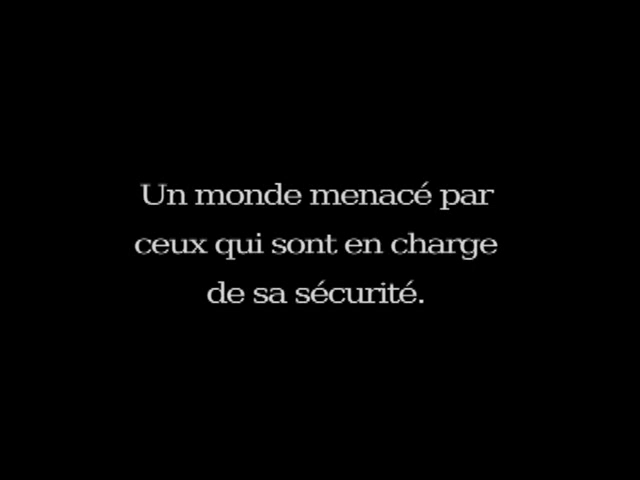 Un monde menacé par
ceux qui sont en charge
de sa sécurité.